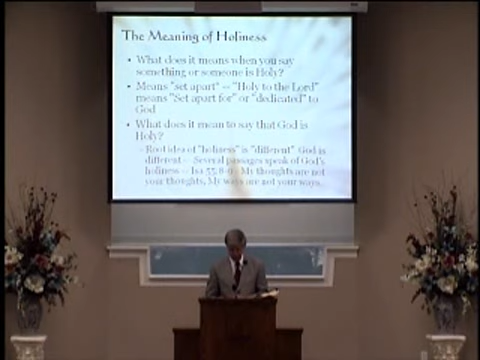 The Meaning of Holiness
• What does it means when you say
something or someone is Holy?
• Means "set apart" -- "Holy to the Lord"
means "Set apart for" or "dedicated" to
God
• What does it mean to say that God is
Holy?
– Root idea of "holiness" is "different" God is
different – Several passages speak of God's
holiness – Isa 55:8-9 - My thoughts are not
your thoughts, My ways are not your ways.